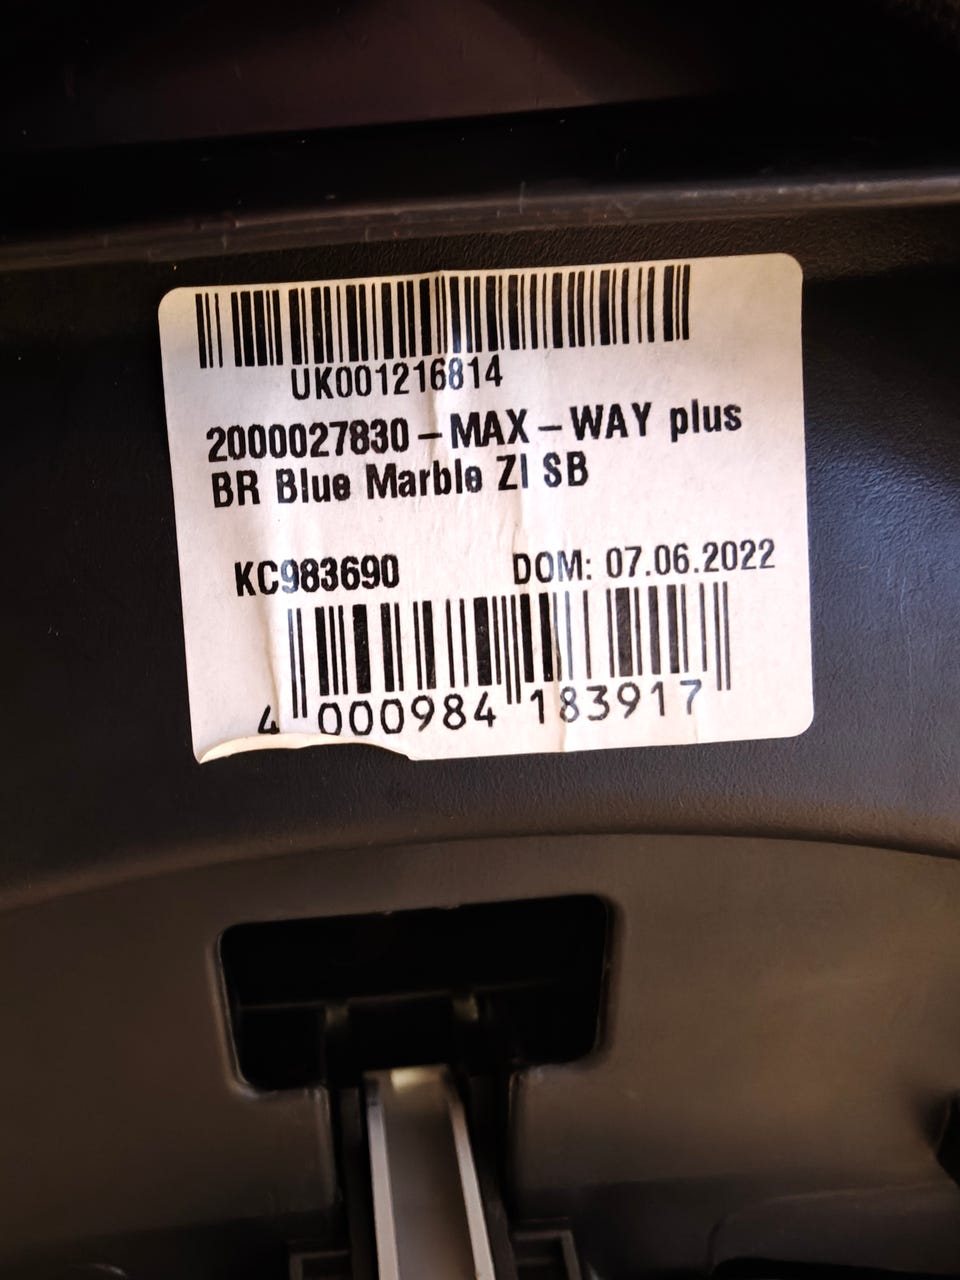 UK001216814
2000027830 – MAX – WAY plus
BR Blue Marble ZI SB
KC983690 DOM: 07.06.2022
4 000984 183917